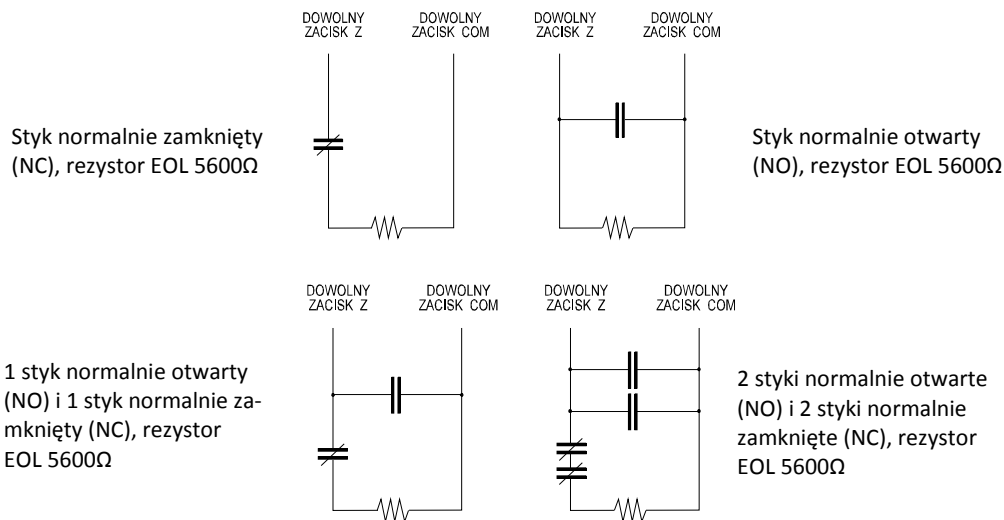 DOWOLNY
ZACISK Z
DOWOLNY
ZACISK COM
DOWOLNY
ZACISK Z
DOWOLNY
ZACISK COM
Styk normalnie zamknięty
(NC), rezystor EOL 5600Ω
Styk normalnie otwarty
(NO), rezystor EOL 5600Ω
DOWOLNY
ZACISK Z
DOWOLNY
ZACISK COM
DOWOLNY
ZACISK Z
DOWOLNY
ZACISK COM
1 styk normalnie otwarty
(NO) i 1 styk normalnie za-
mknięty (NC), rezystor
EOL 5600Ω
2 styki normalnie otwarte
(NO) i 2 styki normalnie
zamknięte (NC), rezystor
EOL 5600Ω